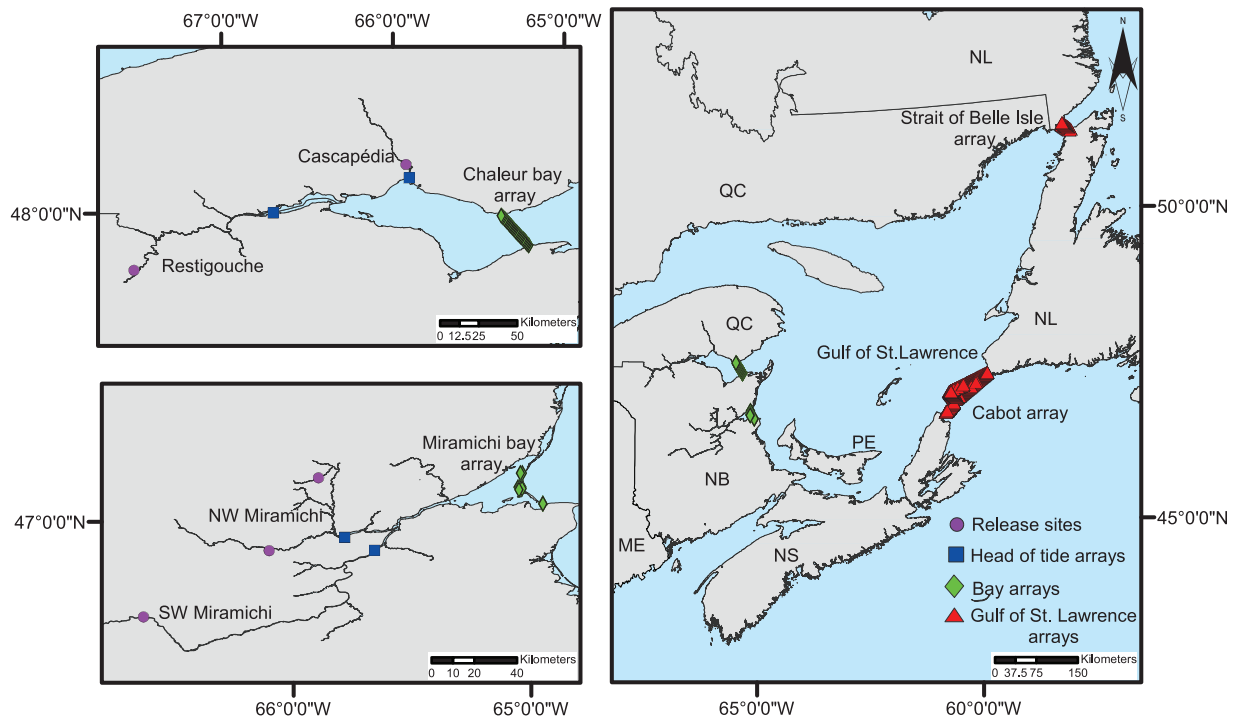 67°0'0"W 66°0'0"W 65°0'0"W
Cascapédia
Chaleur bay
array
48°0'0"N
Restigouche
Kilometers
0 12.525 50
Miramichi bay
array
NW Miramichi
47°0'0"N
SW Miramichi
Kilometers
0 10 20 40
66°0'0"W 65°0'0"W
N
S
NL
Strait of Belle Isle
array
QC
50°0'0"N
QC
NL
Gulf of St.Lawrence
Cabot array
PE
NB
45°0'0"N
ME
NS
Release sites
Head of tide arrays
Bay arrays
Gulf of St. Lawrence
arrays
Kilometers
0 37.575 150
65°0'0"W 60°0'0"W